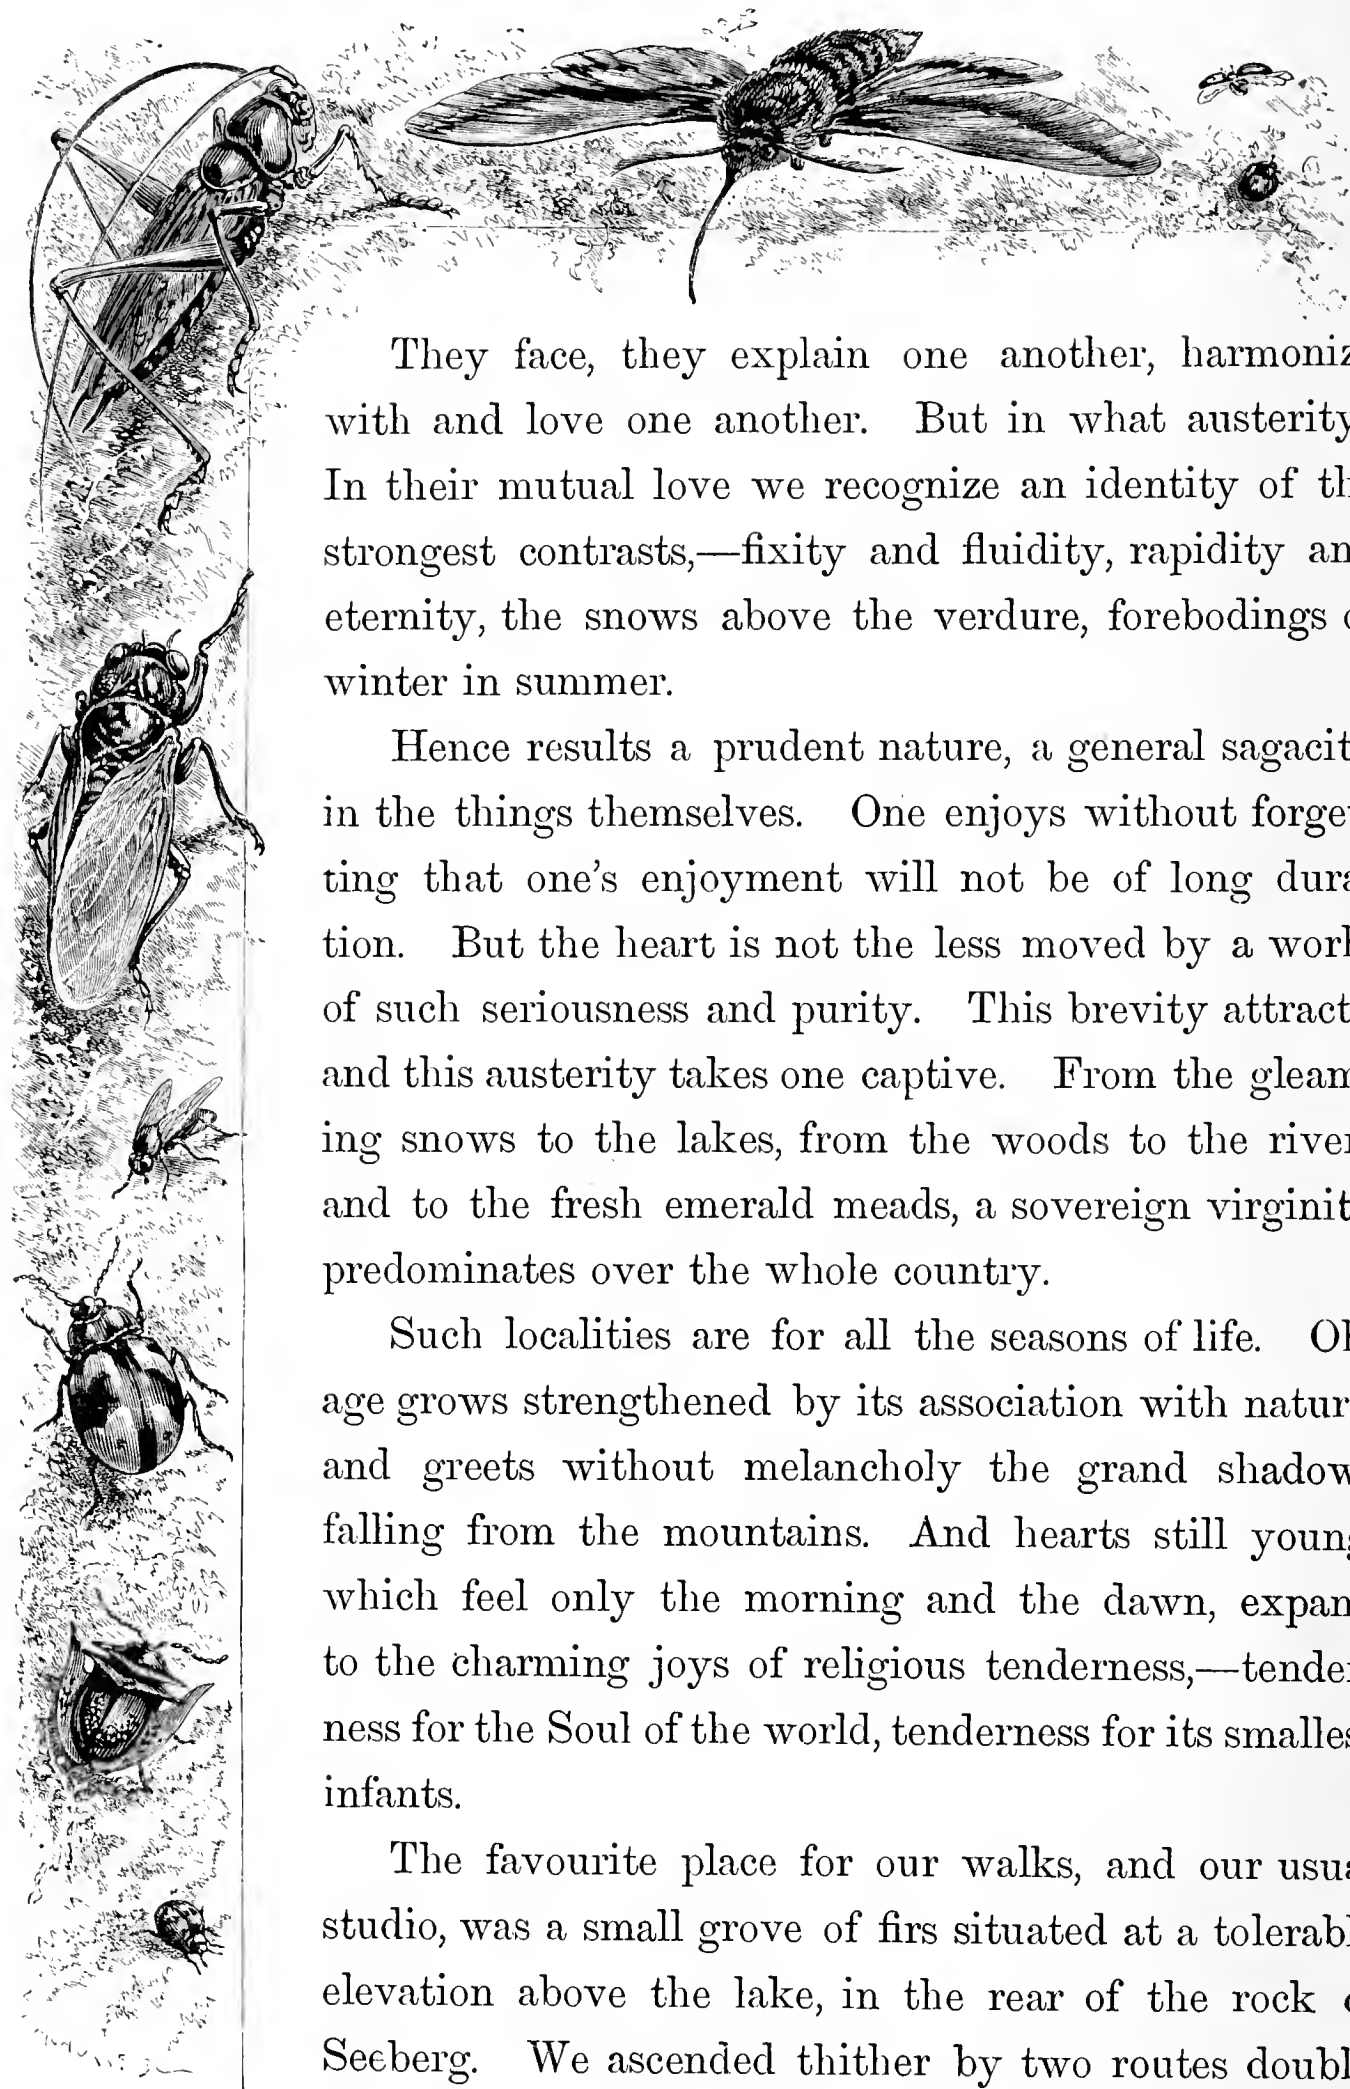 They face, they explain one another, harmoniz
with and love one another. But in what austerity
In their mutual love we recognize an identity of th
strongest contrasts,—fixity and fluidity, rapidity an
eternity, the snows above the verdure, forebodings o
winter in summer.
Hence results a prudent nature, a general sagacit
in the things themselves. One enjoys without forget
ting that one's enjoyment will not be of long dura
tion. But the heart is not the less moved by a worl
of such seriousness and purity. This brevity attract
and this austerity takes one captive. From the gleam
ing snows to the lakes, from the woods to the river
and to the fresh emerald meads, a sovereign virginit
predominates over the whole country.
Such localities are for all the seasons of life. Ol
age grows strengthened by its association with natur
and greets without melancholy the grand shadow
falling from the mountains. And hearts still young
which feel only the morning and the dawn, expan
to the charming joys of religious tenderness,—tender
ness for the Soul of the world, tenderness for its smalles
infants.
The favourite place for our walks, and our usua
studio, was a small grove of firs situated at a tolerabl
elevation above the lake, in the rear of the rock o
Seeberg. We ascended thither by two routes doubl